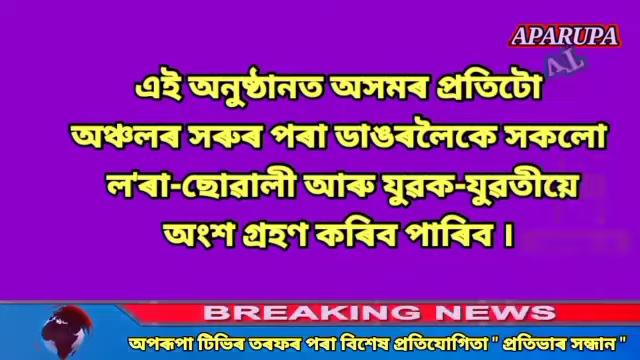 APARUPA
এই অনুষ্ঠানত অসমৰ প্ৰতিটো
অঞ্চলৰ সৰুৰ পৰা ডাঙৰলৈকে সকলো
ল'ৰা-ছোৱালী আৰু যুৱক-যুৱতীয়ে
অংশ গ্ৰহণ কৰিব পাৰিব ।
BREAKING NEWS
অপৰূপা টিভিৰ তৰফৰ পৰা বিশেষ প্ৰতিযোগিতা " প্ৰতিভাৰ সন্ধান "